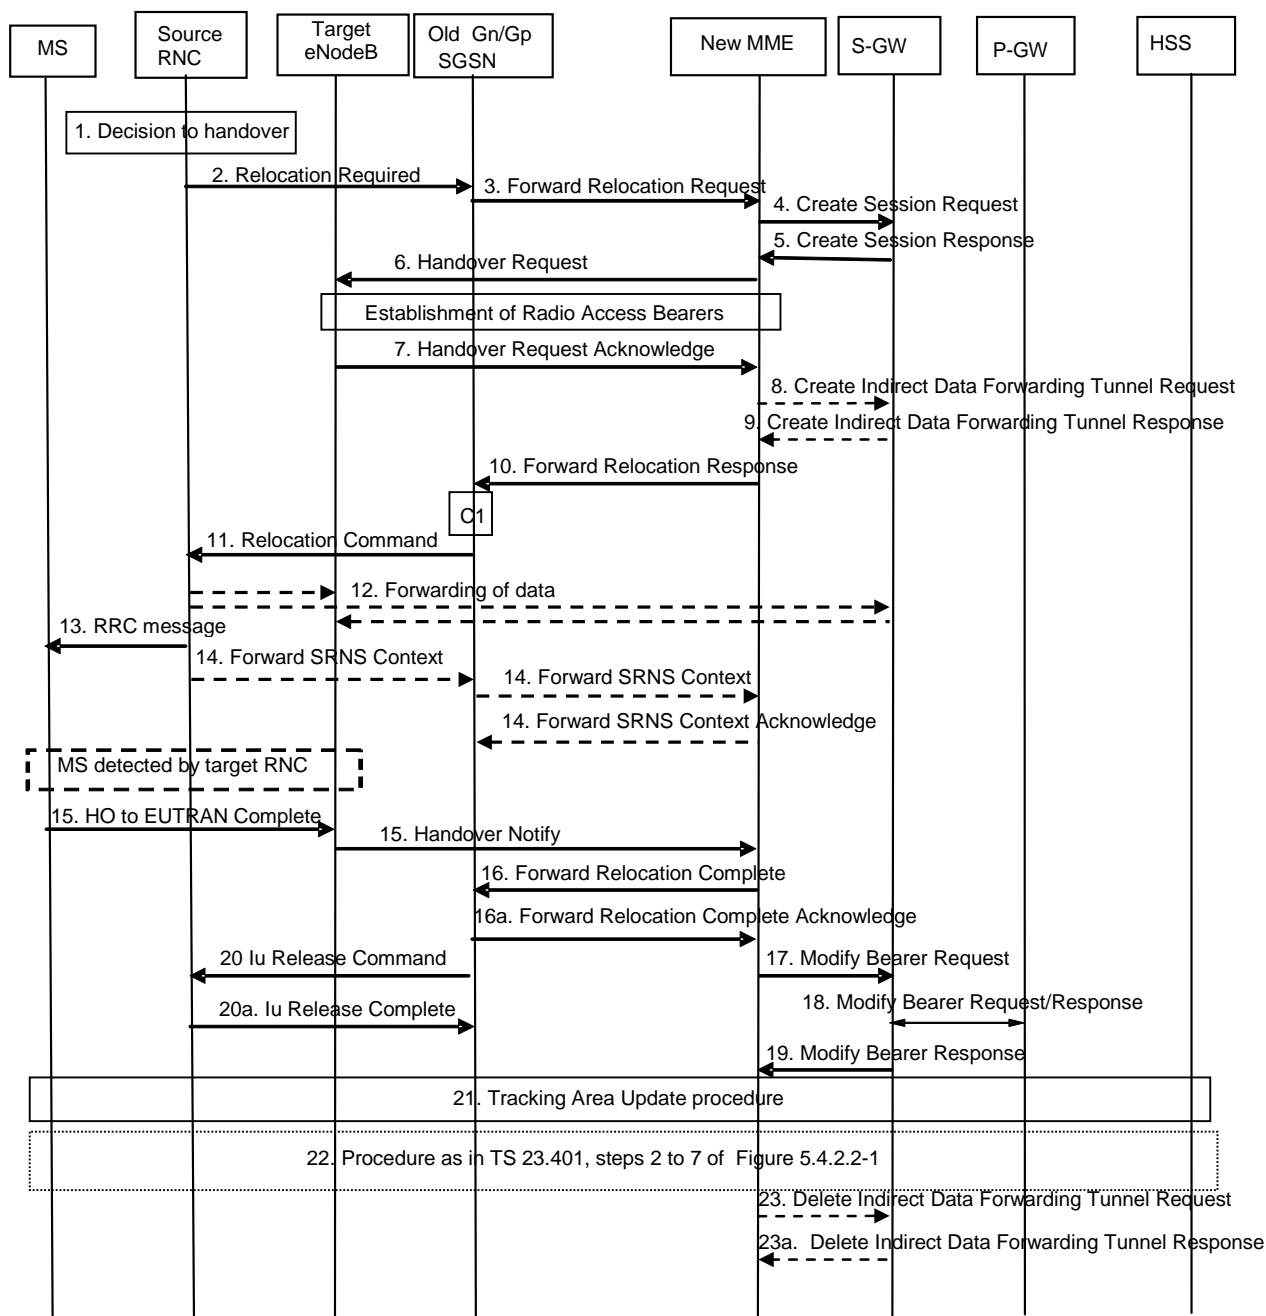 MS
Source
RNC
Target
eNodeB
Old Gn/Gp
SGSN
New MME
S-GW
P-GW
HSS
1. Decision to handover
2. Relocation Required
3. Forward Relocation Request
4. Create Session Request
5. Create Session Response
6. Handover Request
Establishment of Radio Access Bearers
7. Handover Request Acknowledge
8. Create Indirect Data Forwarding Tunnel Request
9. Create Indirect Data Forwarding Tunnel Response
10. Forward Relocation Response
C1
11. Relocation Command
12. Forwarding of data
13. RRC message
14. Forward SRNS Context
14. Forward SRNS Context
14. Forward SRNS Context Acknowledge
MS detected by target RNC
15. HO to EUTRAN Complete
15. Handover Notify
16. Forward Relocation Complete
16a. Forward Relocation Complete Acknowledge
20 Iu Release Command
17. Modify Bearer Request
20a. Iu Release Complete
18. Modify Bearer Request/Response
19. Modify Bearer Response
21. Tracking Area Update procedure
22. Procedure as in TS 23.401, steps 2 to 7 of Figure 5.4.2.2-1
23. Delete Indirect Data Forwarding Tunnel Request
23a. Delete Indirect Data Forwarding Tunnel Response